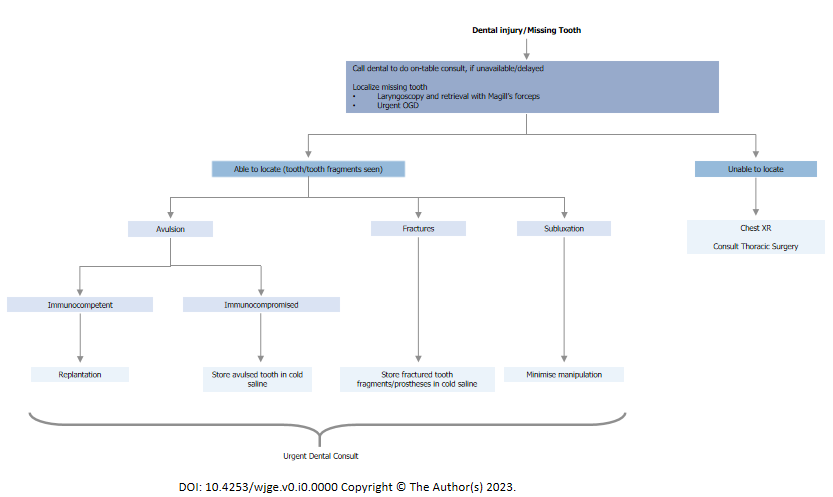 Dental injury/Missing Tooth
Call dental to do on-table consult, if unavailable/delayed
Localize missing tooth
• Laryngoscopy and retrieval with Magill's forceps
• Urgent OGD
Able to locate (tooth/tooth fragments seen)
Unable to locate
Avulsion
Fractures
Subluxation
Chest XR
Consult Thoracic Surgery
Immunocompetent
Immunocompromised
Replantation
Store avulsed tooth in cold
saline
Store fractured tooth
fragments/prostheses in cold saline
Minimise manipulation
Urgent Dental Consult
DOI: 10.4253/wjge.v0.i0.0000 Copyright © The Author(s) 2023.